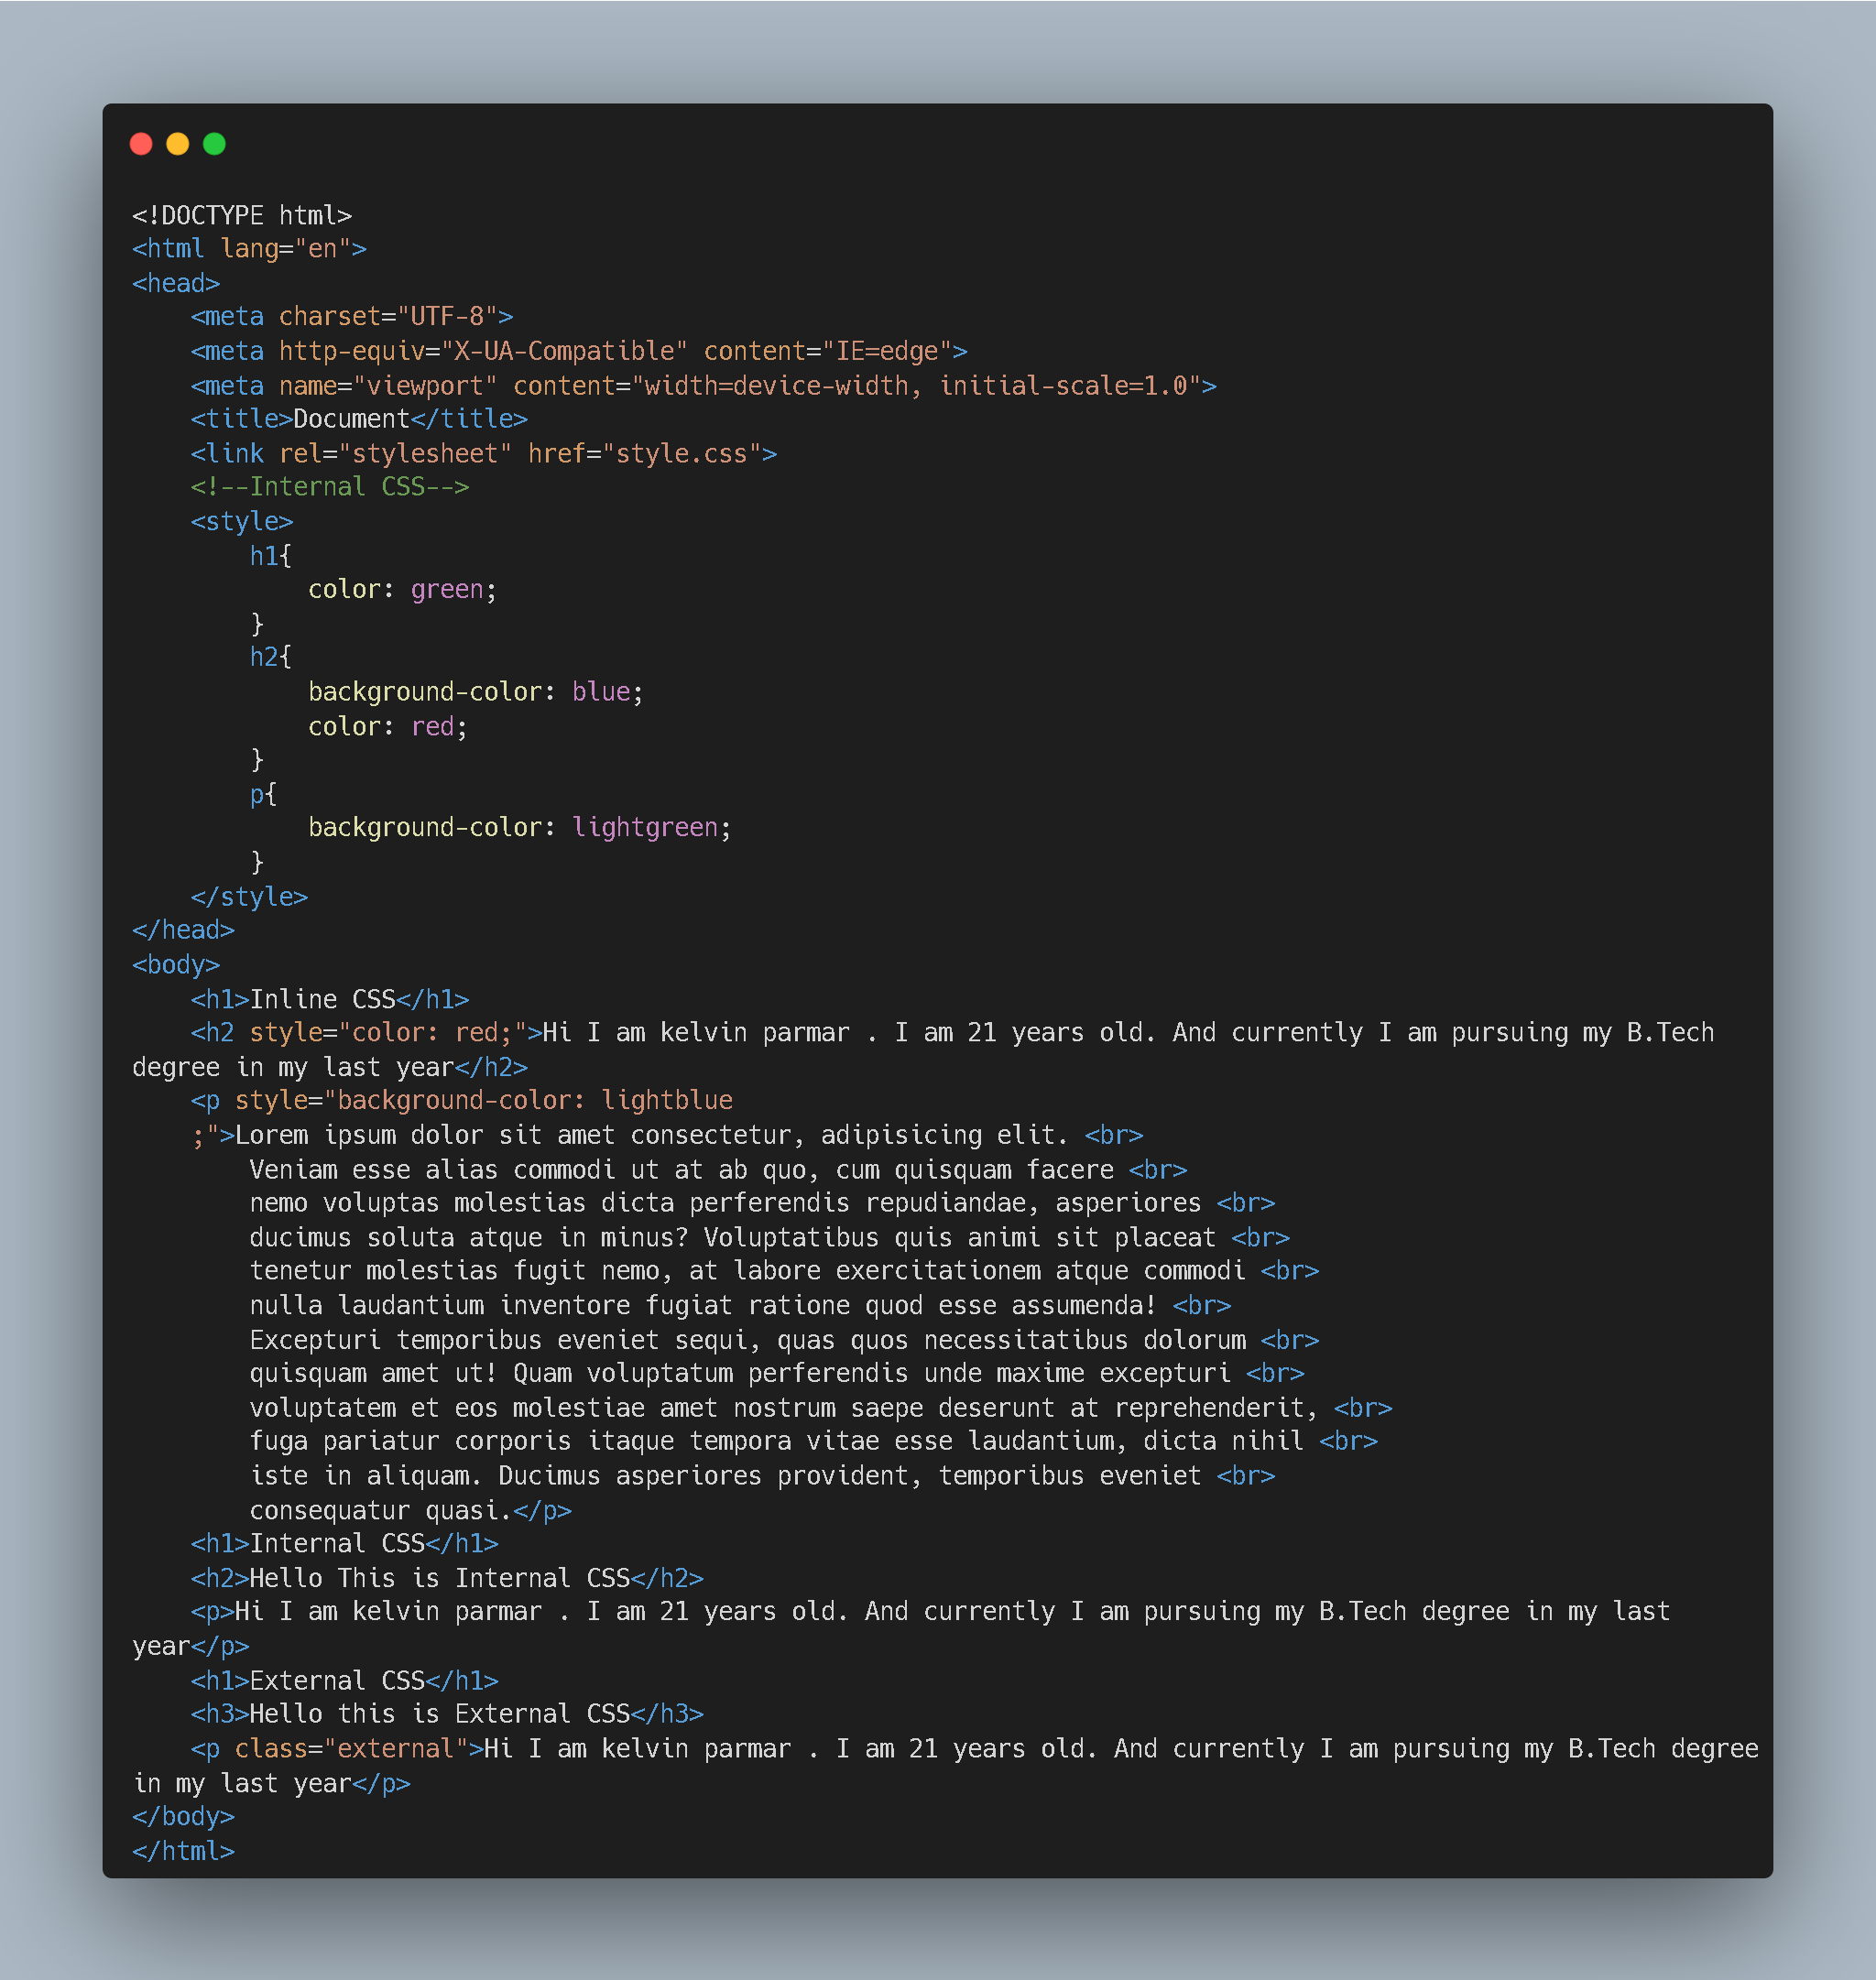 <!DOCTYPE html>
<html lang="en">
<head>
    <meta charset="UTF-8">
    <meta http-equiv="X-UA-Compatible" content="IE=edge">
    <meta name="viewport" content="width=device-width, initial-scale=1.0">
    <title>Document</title>
    <link rel="stylesheet" href="style.css">
    <!--Internal CSS-->
    <style>
        h1{
            color: green;
        }
        h2{
            background-color: blue;
            color: red;
        }
        p{
            background-color: lightgreen;
        }
    </style>
</head>
<body>
    <h1>Inline CSS</h1>
    <h2 style="color: red;">Hi I am kelvin parmar . I am 21 years old. And currently I am pursuing my B.Tech
degree in my last year</h2>
    <p style="background-color: lightblue
    ;">Lorem ipsum dolor sit amet consectetur, adipisicing elit. <br>
        Veniam esse alias commodi ut at ab quo, cum quisquam facere <br>
        nemo voluptas molestias dicta perferendis repudiandae, asperiores <br>
        ducimus soluta atque in minus? Voluptatibus quis animi sit placeat <br>
        tenetur molestias fugit nemo, at labore exercitationem atque commodi <br>
        nulla laudantium inventore fugiat ratione quod esse assumenda! <br>
        Excepturi temporibus eveniet sequi, quas quos necessitatibus dolorum <br>
        quisquam amet ut! Quam voluptatum perferendis unde maxime excepturi <br>
        voluptatem et eos molestiae amet nostrum saepe deserunt at reprehenderit, <br>
        fuga pariatur corporis itaque tempora vitae esse laudantium, dicta nihil <br>
        iste in aliquam. Ducimus asperiores provident, temporibus eveniet <br>
        consequatur quasi.</p>
    <h1>Internal CSS</h1>
    <h2>Hello This is Internal CSS</h2>
    <p>Hi I am kelvin parmar . I am 21 years old. And currently I am pursuing my B.Tech degree in my last
year</p>
    <h1>External CSS</h1>
    <h3>Hello this is External CSS</h3>
    <p class="external">Hi I am kelvin parmar . I am 21 years old. And currently I am pursuing my B.Tech degree
in my last year</p>
</body>
</html>